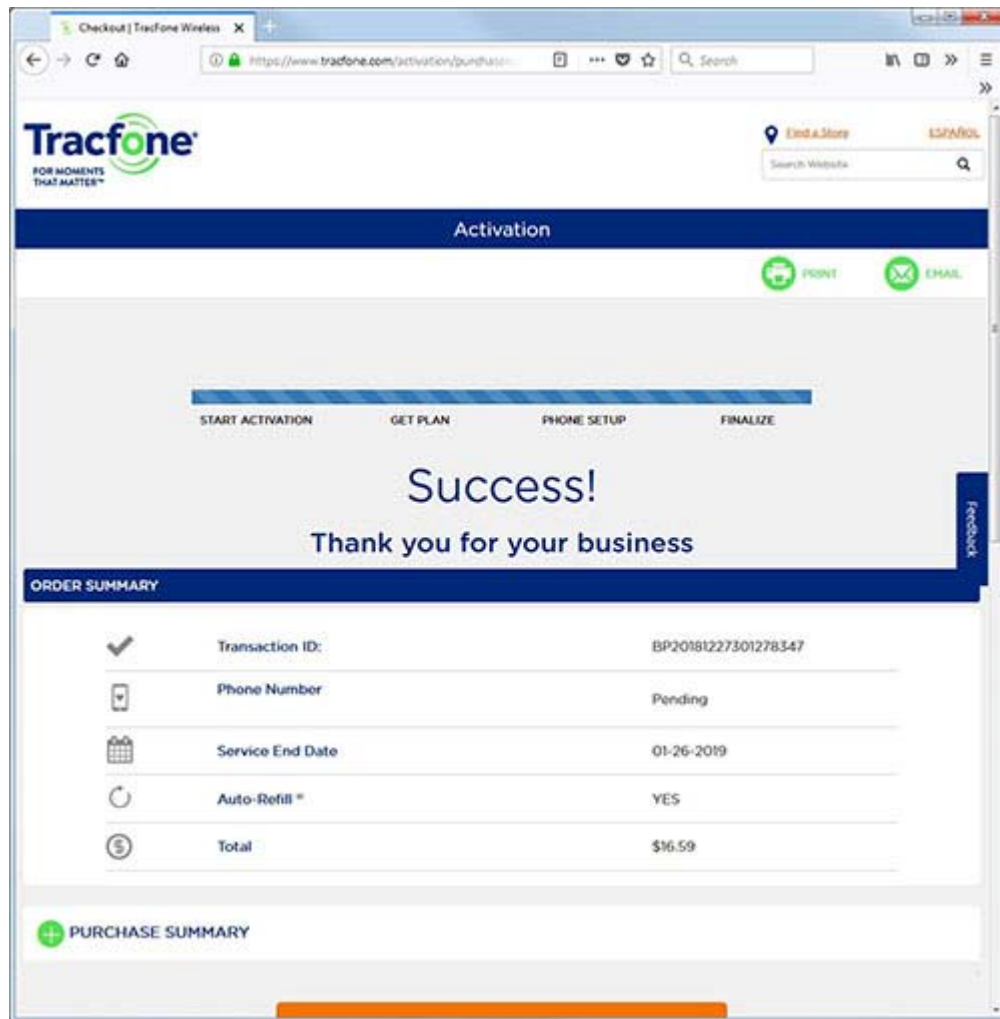 Checkout | TracFone Wireless
https://www.tracfone.com/activation/purchase
Search
Tracfone
FOR MOMENTS
THAT MATTER™
Find a Store
ESPAÑOL
Search Website
Activation
PRINT
EMAIL
START ACTIVATION GET PLAN PHONE SETUP FINALIZE
Success!
Thank you for your business
Feedback
ORDER SUMMARY
Transaction ID: BP20181227301278347
Phone Number Pending
Service End Date 01-26-2019
Auto-Refill YES
Total $16.59
PURCHASE SUMMARY